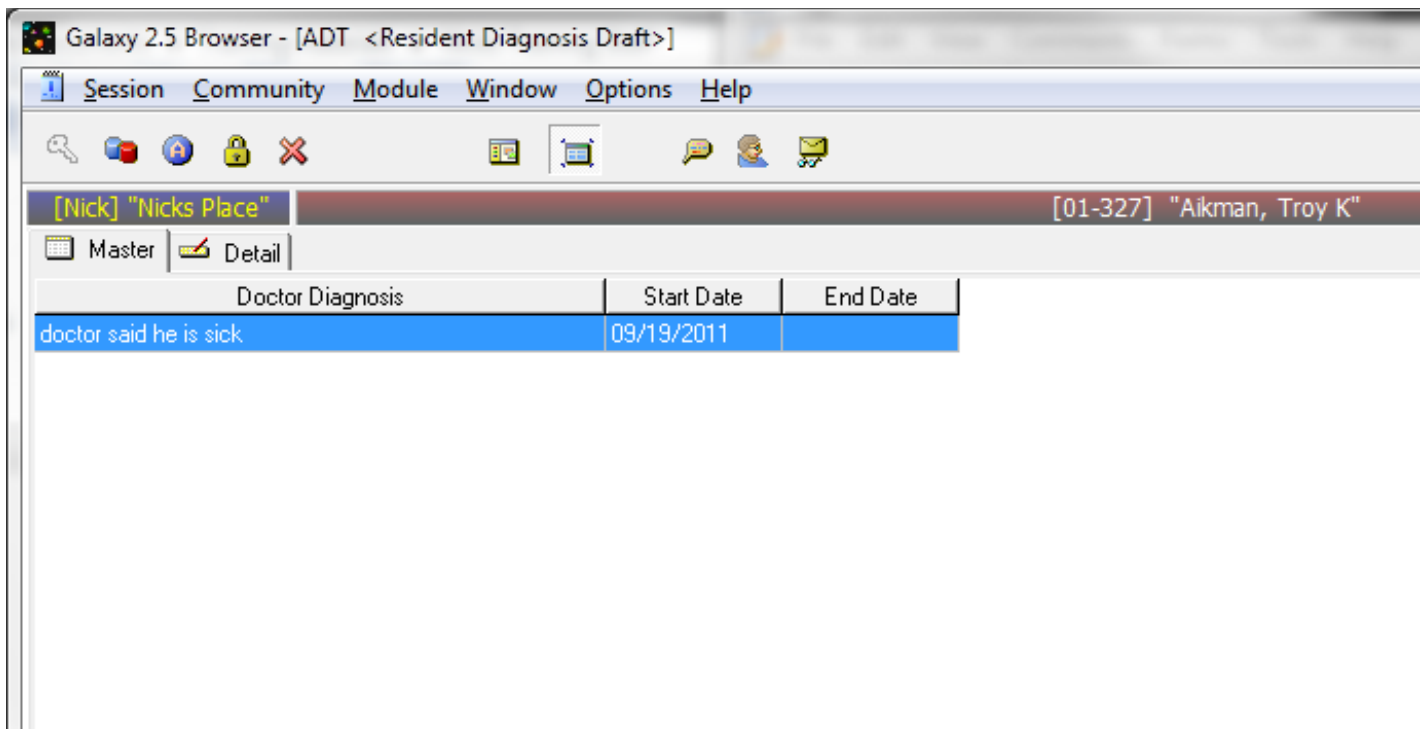 Galaxy 2.5 Browser - [ADT <Resident Diagnosis Draft>]
Session Community Module Window Options Help
[Nick] "Nicks Place" [01-327] "Aikman, Troy K"
Master Detail
Doctor Diagnosis Start Date End Date
doctor said he is sick 09/19/2011